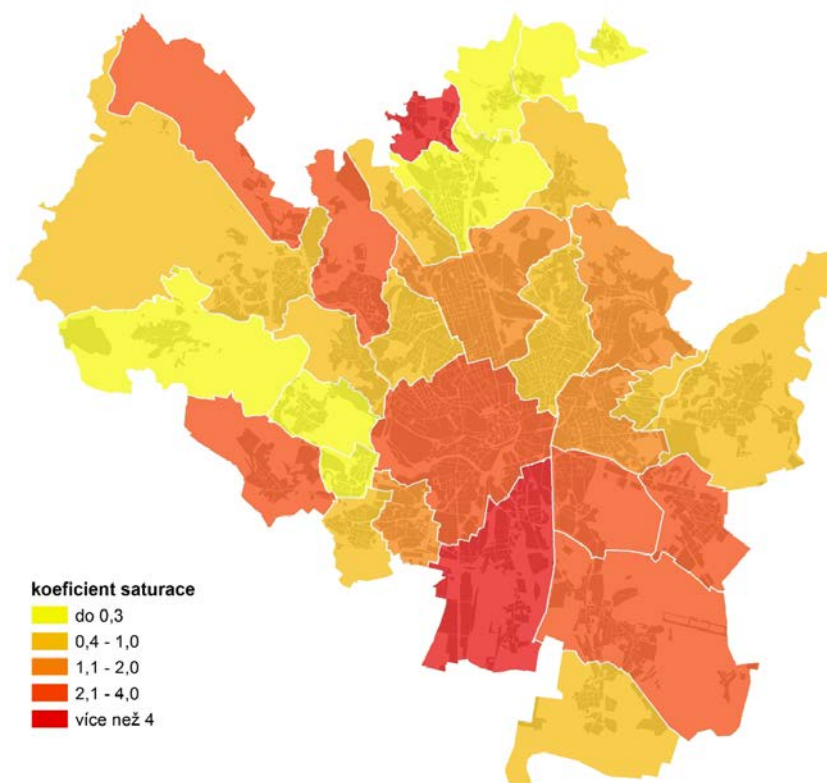 koeficient saturace
do 0,3
0,4 - 1,0
1,1 - 2,0
2,1 - 4,0
více než 4